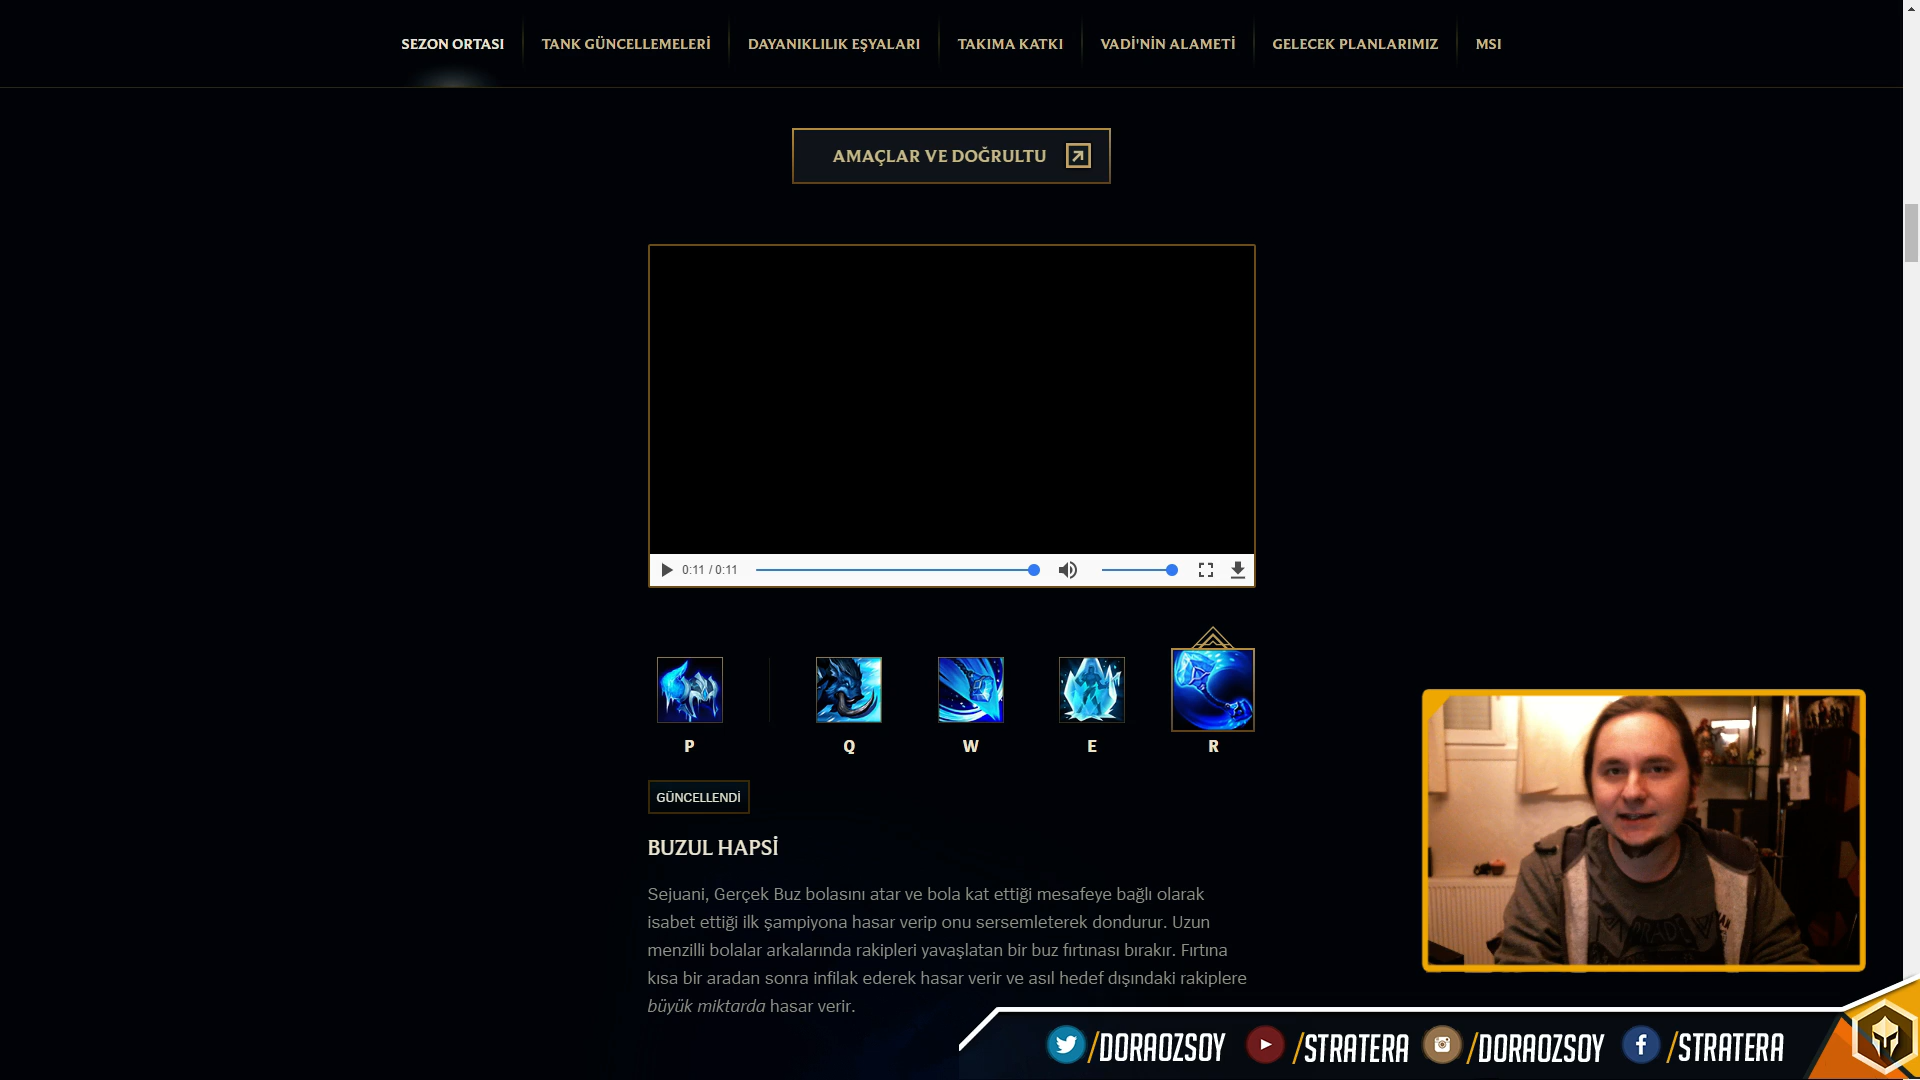 SEZON ORTASI
TANK GÜNCELLEMELERİ
DAYANIKLILIK EŞYALARI
TAKIMA KATKI
VADİ'NİN ALAMETİ
GELECEK PLANLARIMIZ
MSI
AMAÇLAR VE DOĞRULTU
0:11 / 0:11
P
Q
W
E
R
GÜNCELLENDİ
BUZUL HAPSİ
Sejuani, Gerçek Buz bolasını atar ve bola kat ettiği mesafeye bağlı olarak
isabet ettiği ilk şampiyona hasar verip onu sersemleterek dondurur. Uzun
menzilli bolalar arkalarında rakipleri yavaşlatan bir buz fırtınası bırakır. Fırtına
kısa bir aradan sonra infilak ederek hasar verir ve asıl hedef dışındaki rakiplere
büyük miktarda hasar verir.
/DORAOZSOY
/STRATERA
/DORAOZSOY
/STRATERA